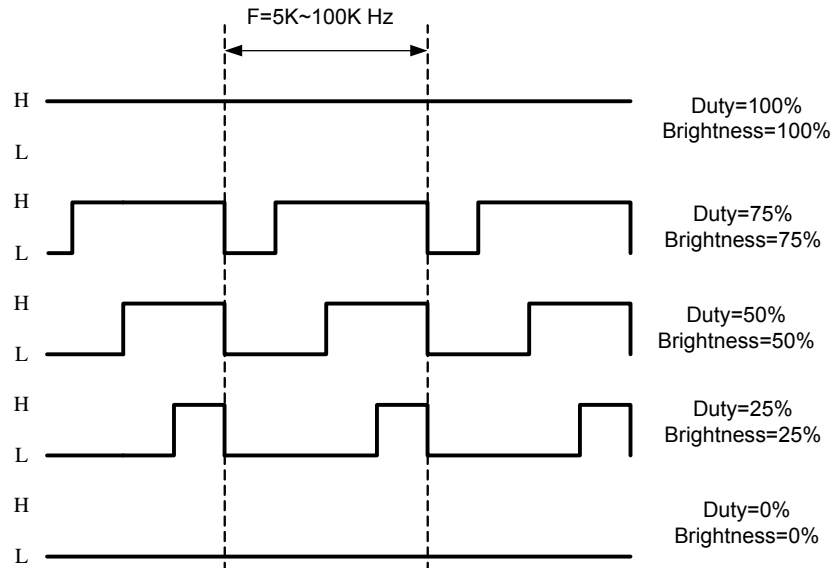 F=5K~100K Hz
H
L
Duty=100%
Brightness=100%
H
L
Duty=75%
Brightness=75%
H
L
Duty=50%
Brightness=50%
H
L
Duty=25%
Brightness=25%
H
L
Duty=0%
Brightness=0%